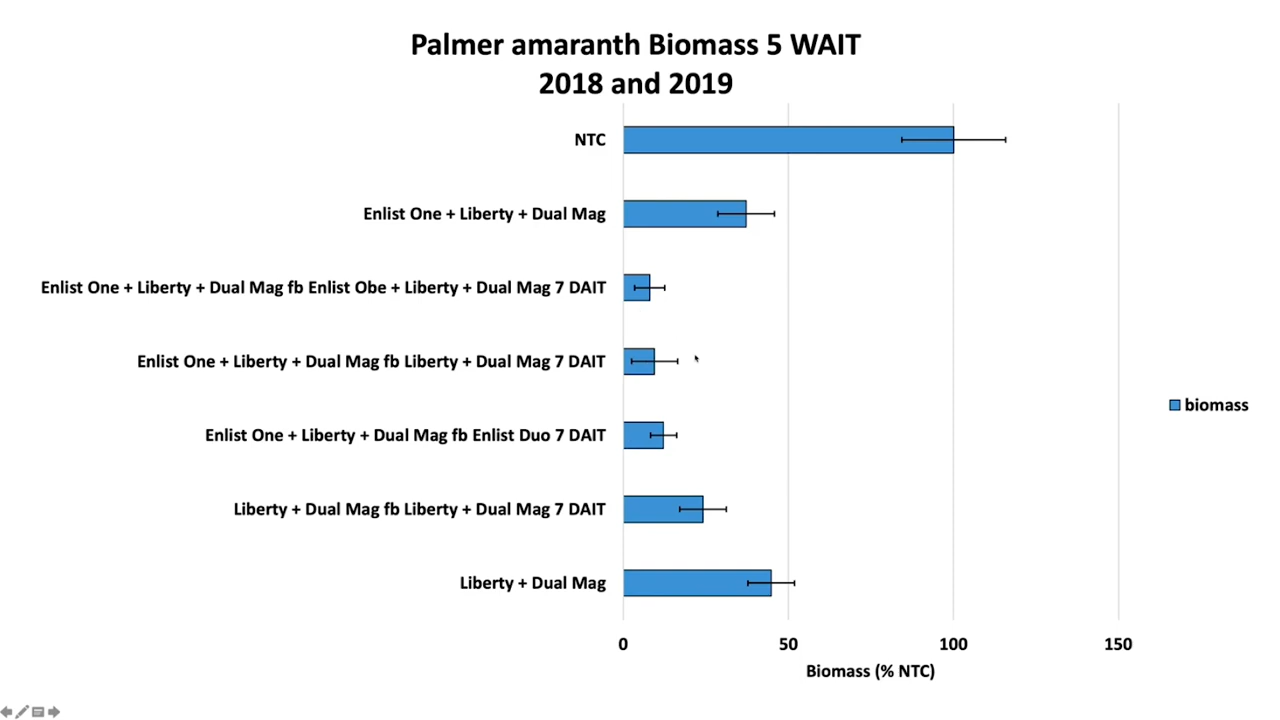 Palmer amaranth Biomass 5 WAIT
2018 and 2019
NTC
Enlist One + Liberty + Dual Mag
Enlist One + Liberty + Dual Mag fb Enlist Obe + Liberty + Dual Mag 7 DAIT
Enlist One + Liberty + Dual Mag fb Liberty + Dual Mag 7 DAIT
Enlist One + Liberty + Dual Mag fb Enlist Duo 7 DAIT
Liberty + Dual Mag fb Liberty + Dual Mag 7 DAIT
Liberty + Dual Mag
biomass
0 50 100 150
Biomass (% NTC)